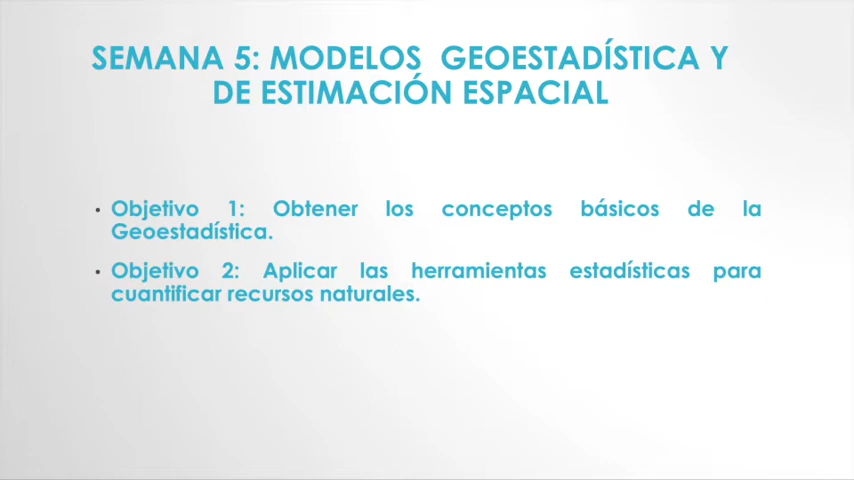 SEMANA 5: MODELOS GEOESTADÍSTICA Y
DE ESTIMACIÓN ESPACIAL
• Objetivo 1: Obtener los conceptos básicos de la
Geoestadística.
• Objetivo 2: Aplicar las herramientas estadísticas para
cuantificar recursos naturales.